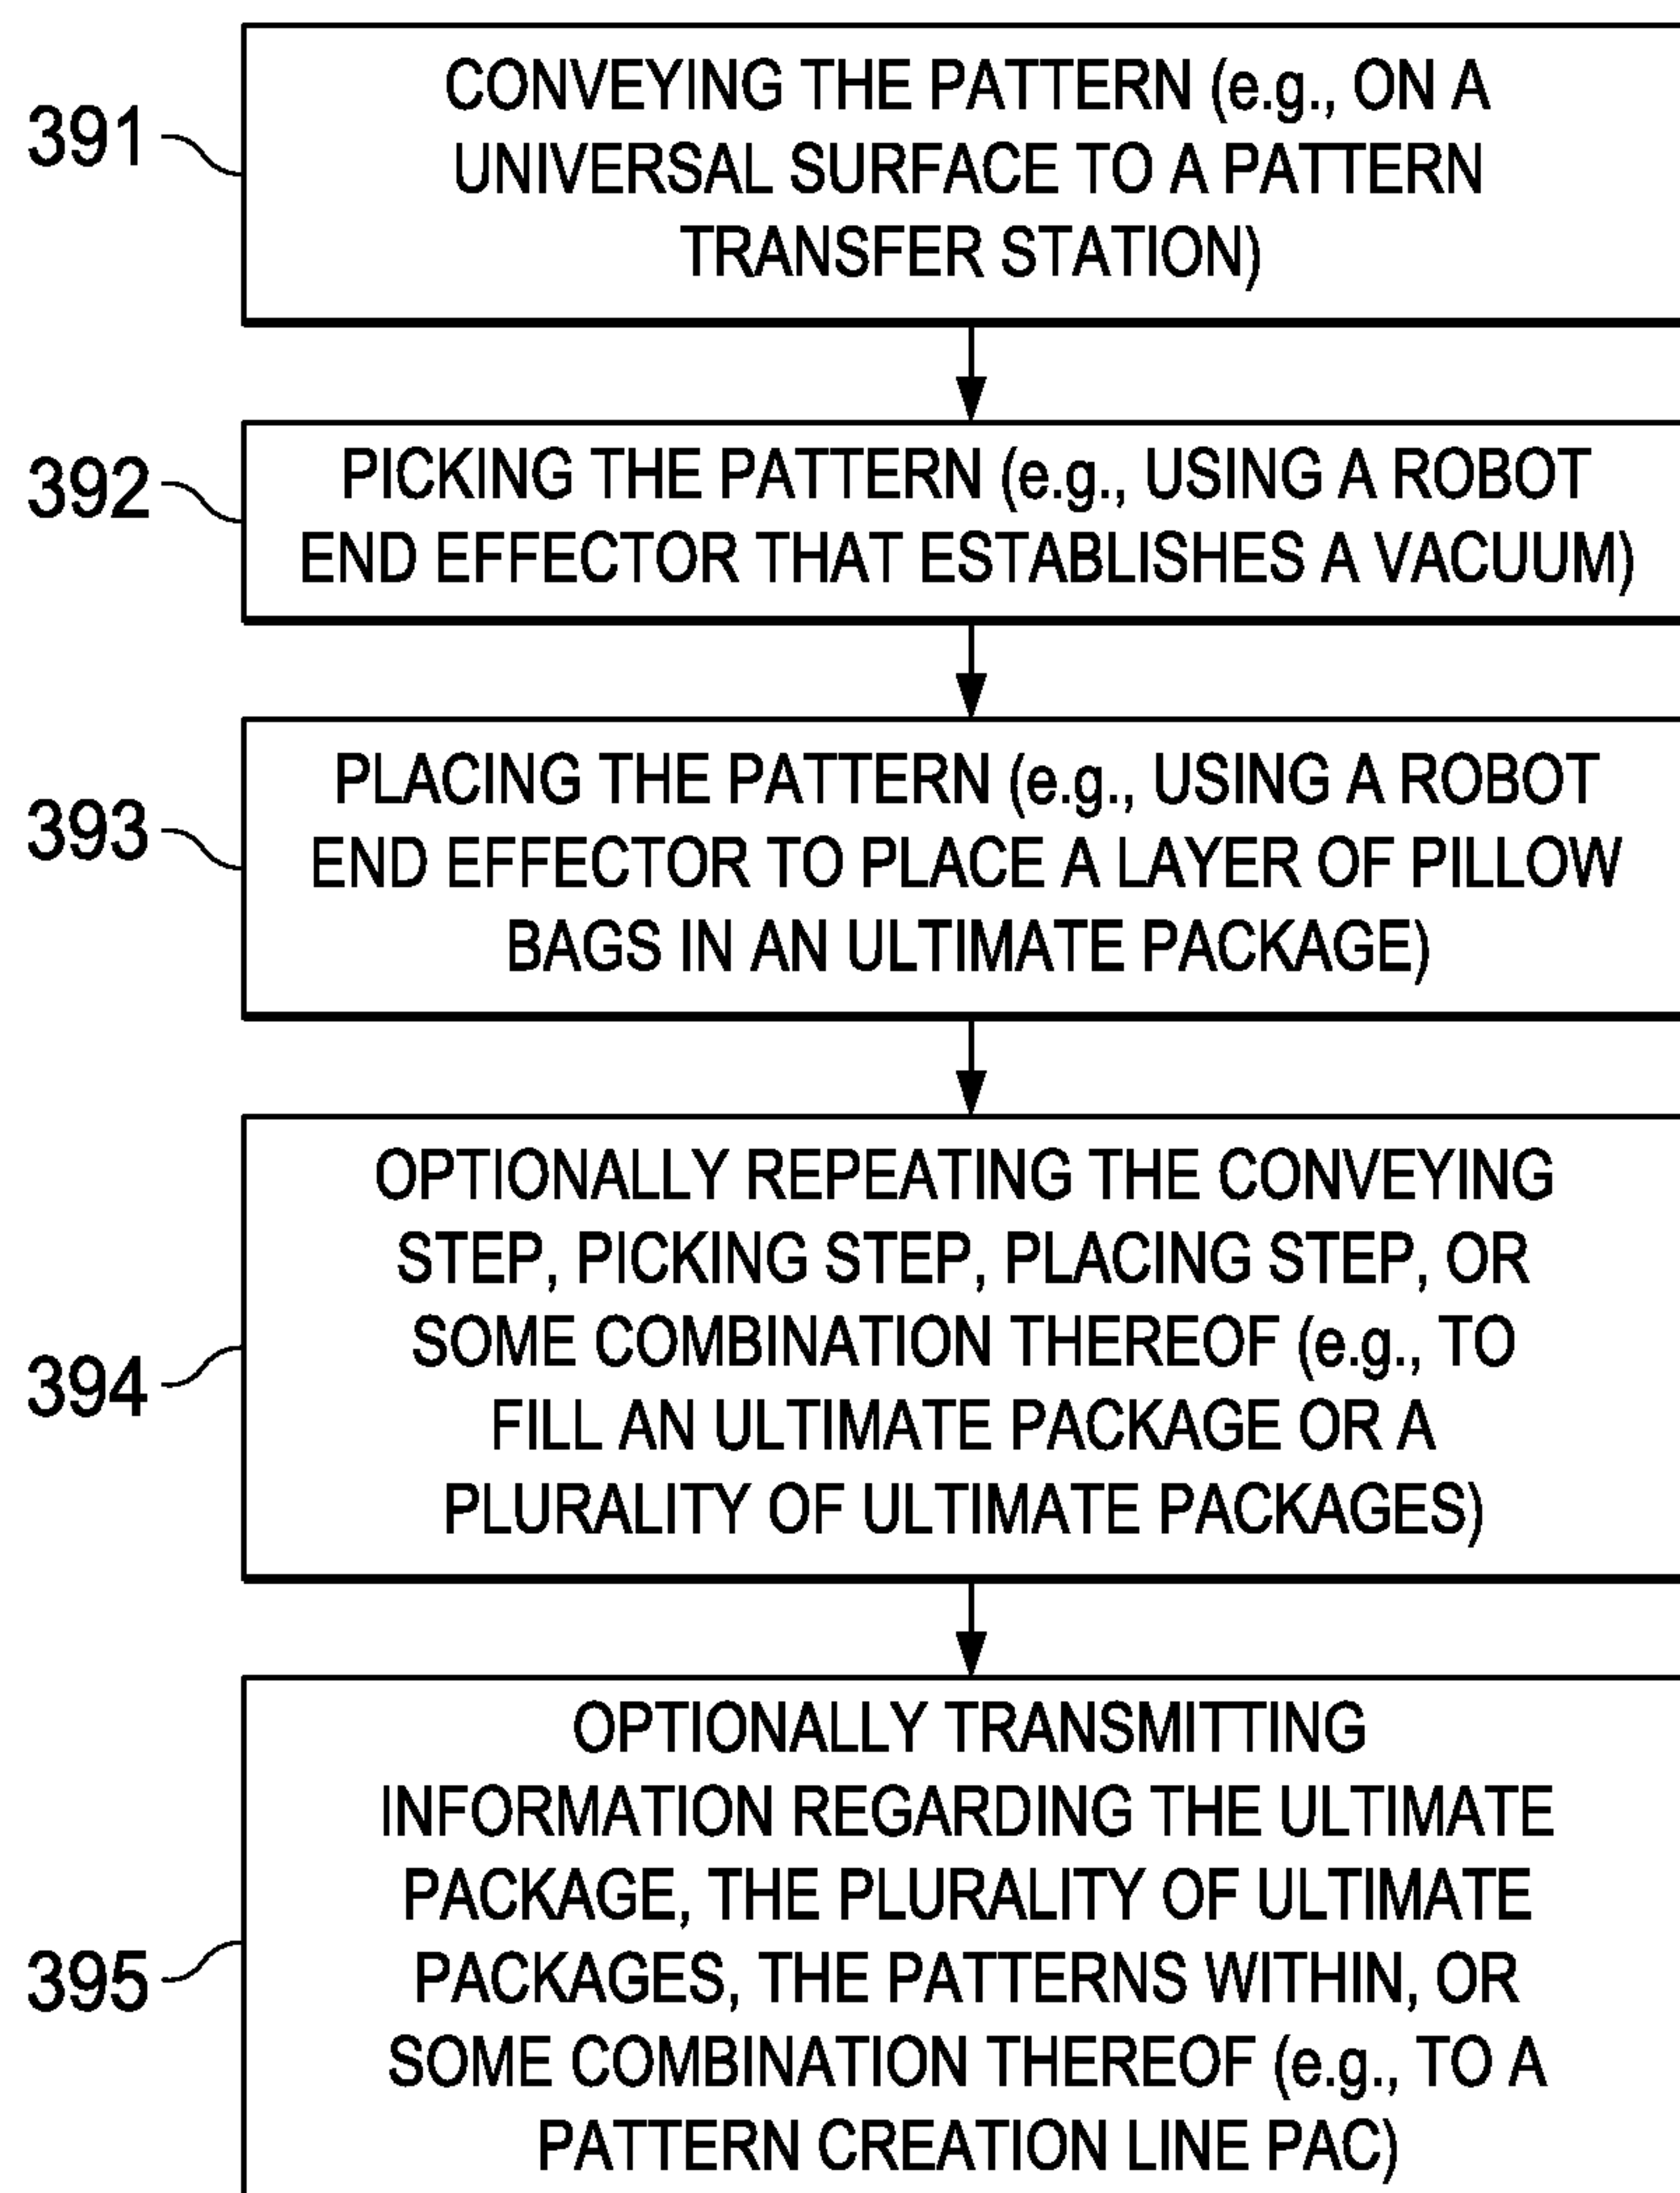 391
CONVEYING THE PATTERN (e.g., ON A
UNIVERSAL SURFACE TO A PATTERN
TRANSFER STATION)
392
PICKING THE PATTERN (e.g., USING A ROBOT
END EFFECTOR THAT ESTABLISHES A VACUUM)
393
PLACING THE PATTERN (e.g., USING A ROBOT
END EFFECTOR TO PLACE A LAYER OF PILLOW
BAGS IN AN ULTIMATE PACKAGE)
394
OPTIONALLY REPEATING THE CONVEYING
STEP, PICKING STEP, PLACING STEP, OR
SOME COMBINATION THEREOF (e.g., TO
FILL AN ULTIMATE PACKAGE OR A
PLURALITY OF ULTIMATE PACKAGES)
395
OPTIONALLY TRANSMITTING
INFORMATION REGARDING THE ULTIMATE
PACKAGE, THE PLURALITY OF ULTIMATE
PACKAGES, THE PATTERNS WITHIN, OR
SOME COMBINATION THEREOF (e.g., TO A
PATTERN CREATION LINE PAC)